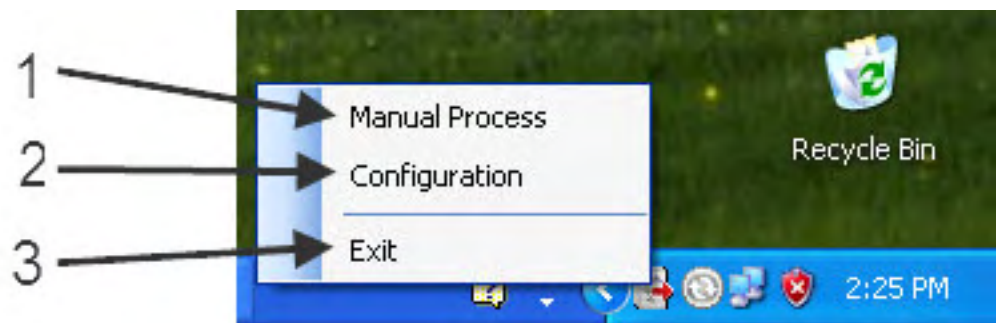 1
Manual Process
2
Configuration
3
Exit
Recycle Bin
2:25 PM